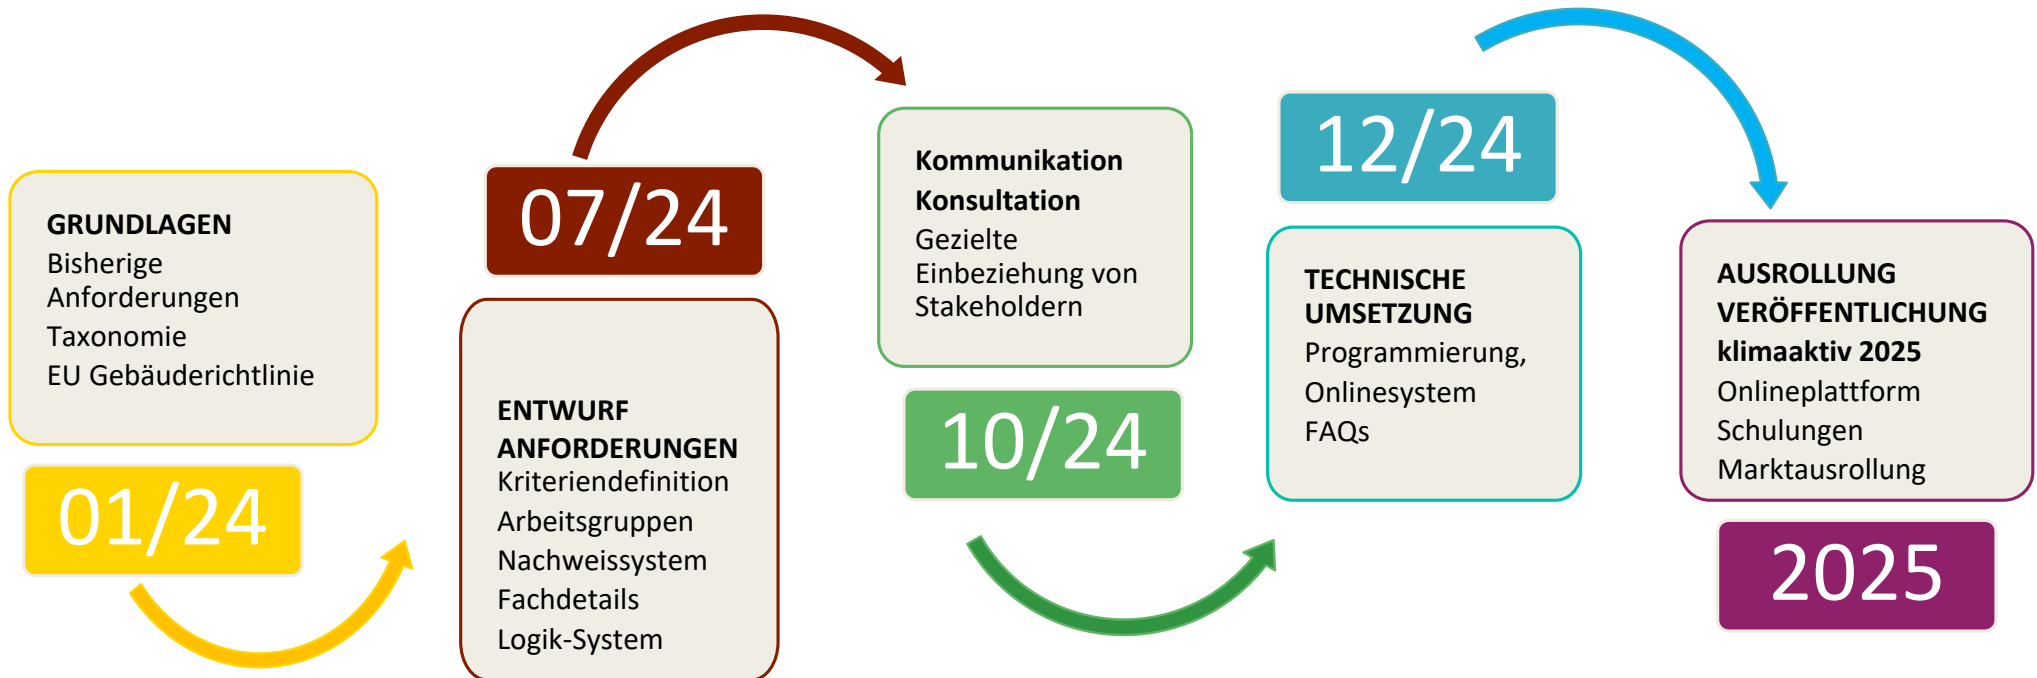 GRUNDLAGEN
Bisherige
Anforderungen
Taxonomie
EU Gebäuderichtlinie
01/24
07/24
ENTWURF
ANFORDERUNGEN
Kriteriendefinition
Arbeitsgruppen
Nachweissystem
Fachdetails
Logik-System
Kommunikation
Konsultation
Gezielte
Einbeziehung von
Stakeholdern
10/24
12/24
TECHNISCHE
UMSETZUNG
Programmierung,
Onlinesystem
FAQs
AUSROLLUNG
VERÖFFENTLICHUNG
klimaaktiv 2025
Onlineplattform
Schulungen
Marktausrollung
2025